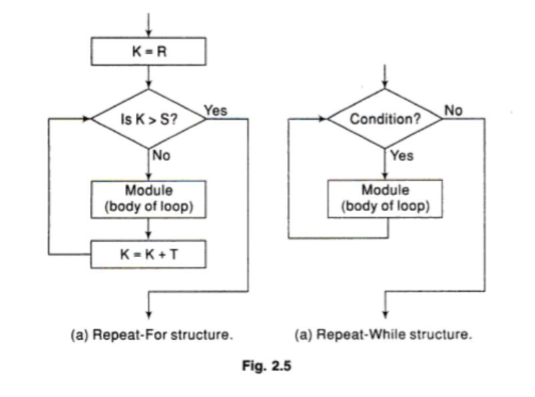 K = R
Is K > S?
Yes
No
Module
(body of loop)
K = K + T
(a) Repeat-For structure.
Condition?
No
Yes
Module
(body of loop)
(a) Repeat-While structure.
Fig. 2.5